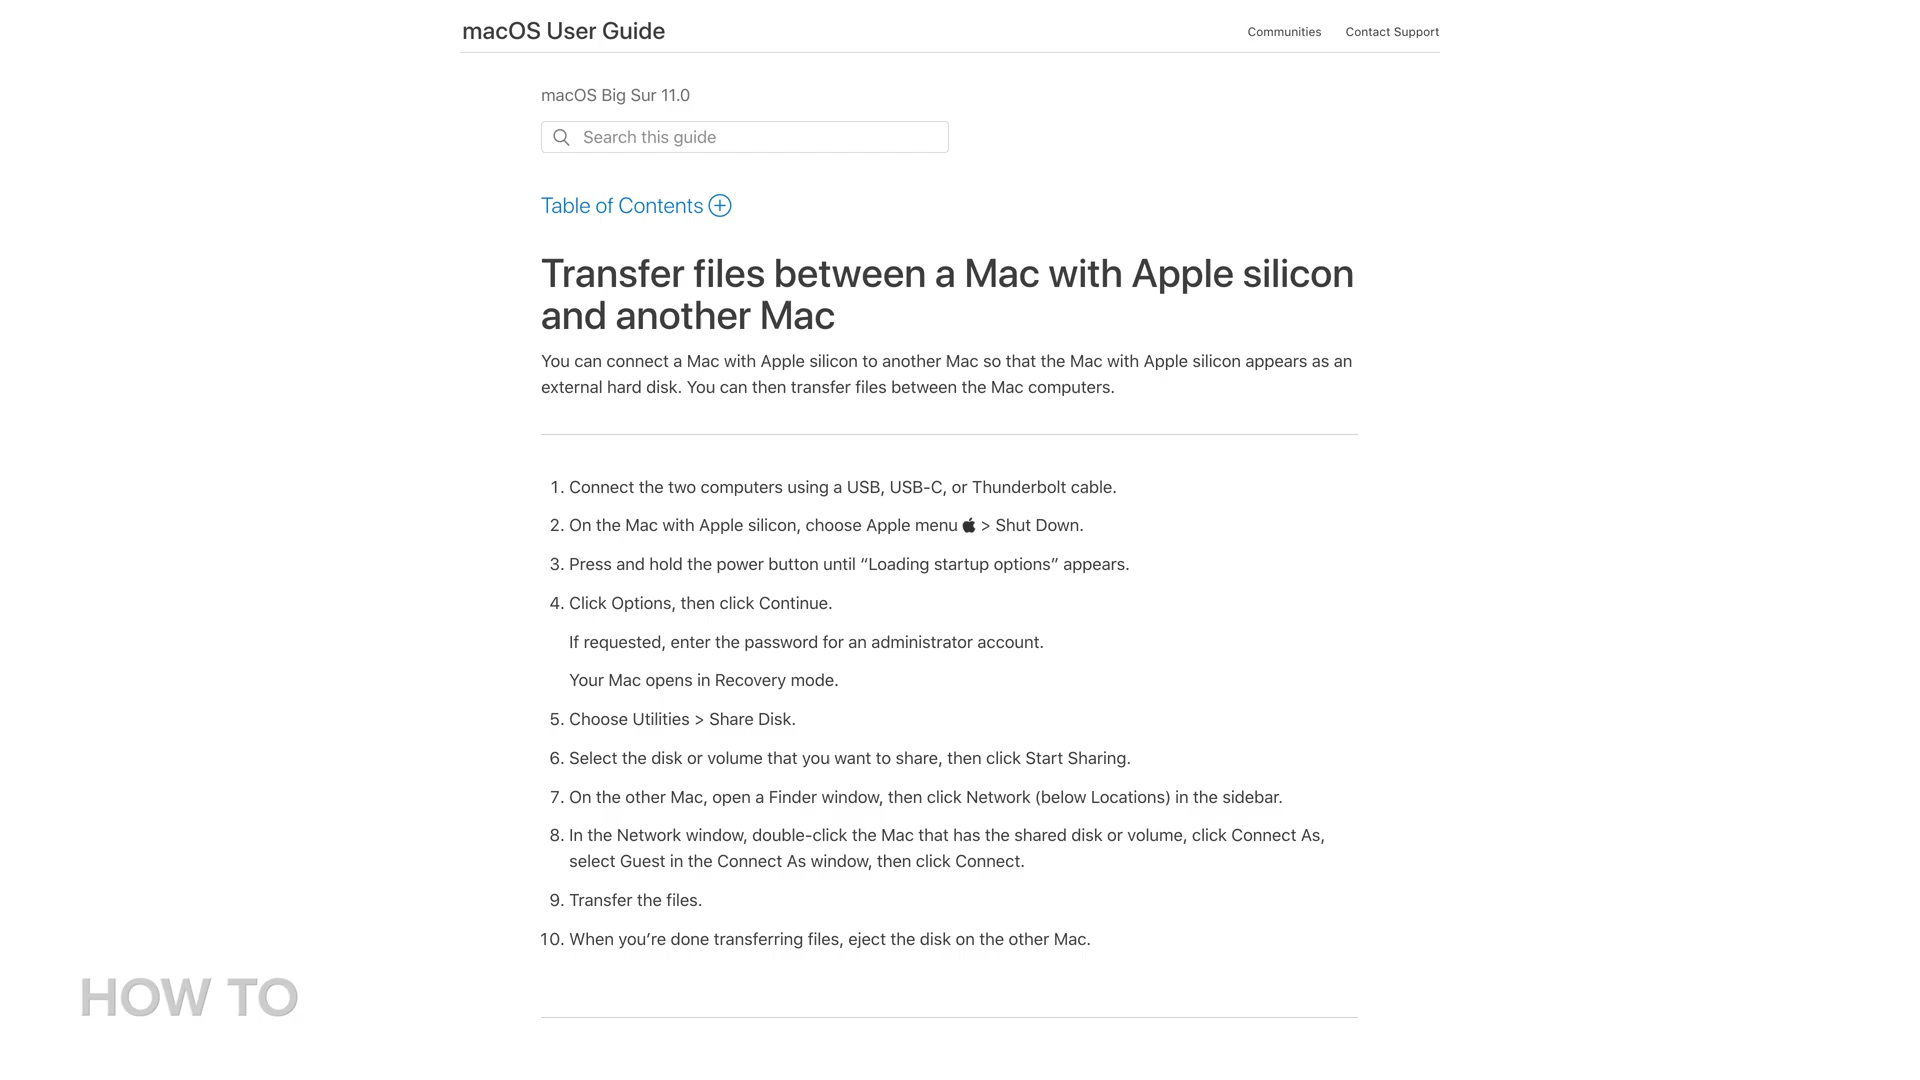 macOS User Guide
Communities
Contact Support
macOS Big Sur 11.0
Search this guide
Table of Contents
Transfer files between a Mac with Apple silicon
and another Mac
You can connect a Mac with Apple silicon to another Mac so that the Mac with Apple silicon appears as an
external hard disk. You can then transfer files between the Mac computers.
1. Connect the two computers using a USB, USB-C, or Thunderbolt cable.
2. On the Mac with Apple silicon, choose Apple menu > Shut Down.
3. Press and hold the power button until “Loading startup options” appears.
4. Click Options, then click Continue.
If requested, enter the password for an administrator account.
Your Mac opens in Recovery mode.
5. Choose Utilities > Share Disk.
6. Select the disk or volume that you want to share, then click Start Sharing.
7. On the other Mac, open a Finder window, then click Network (below Locations) in the sidebar.
8. In the Network window, double-click the Mac that has the shared disk or volume, click Connect As,
select Guest in the Connect As window, then click Connect.
9. Transfer the files.
10. When you’re done transferring files, eject the disk on the other Mac.
HOW TO